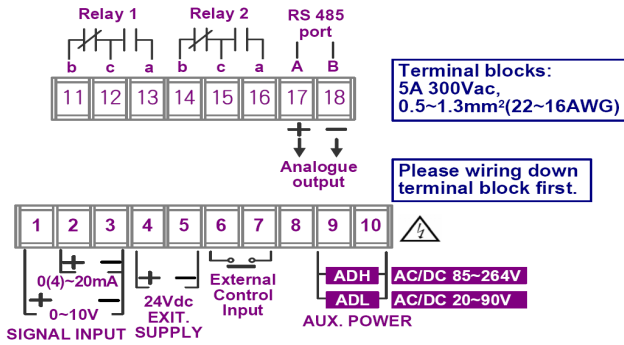 Relay 1 Relay 2 RS 485
port
b c a b c a A B
11 12 13 14 15 16 17 18
+ −
Analogue
output
Terminal blocks:
5A 300Vac,
0.5~1.3mm²(22~16AWG)
Please wiring down
terminal block first.
1 2 3 4 5 6 7 8 9 10
+ −
0(4)~20mA
+ −
0~10V
SIGNAL INPUT
+ −
24Vdc
EXIT.
SUPPLY
External
Control
Input
ADH AC/DC 85~264V
ADL AC/DC 20~90V
AUX. POWER